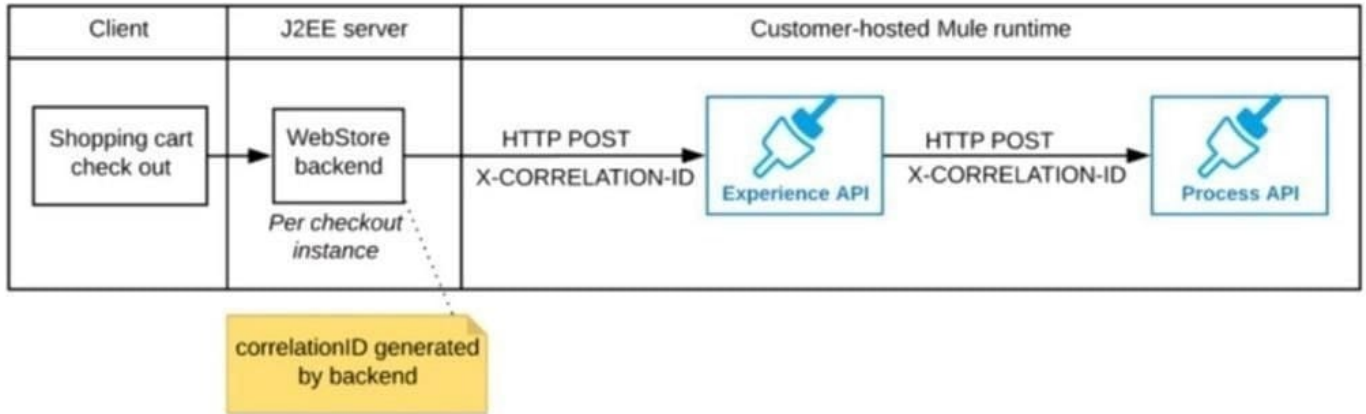 Client
J2EE server
Customer-hosted Mule runtime
Shopping cart
check out
WebStore
backend
Per checkout
instance
HTTP POST
X-CORRELATION-ID
Experience API
HTTP POST
X-CORRELATION-ID
Process API
correlationID generated
by backend